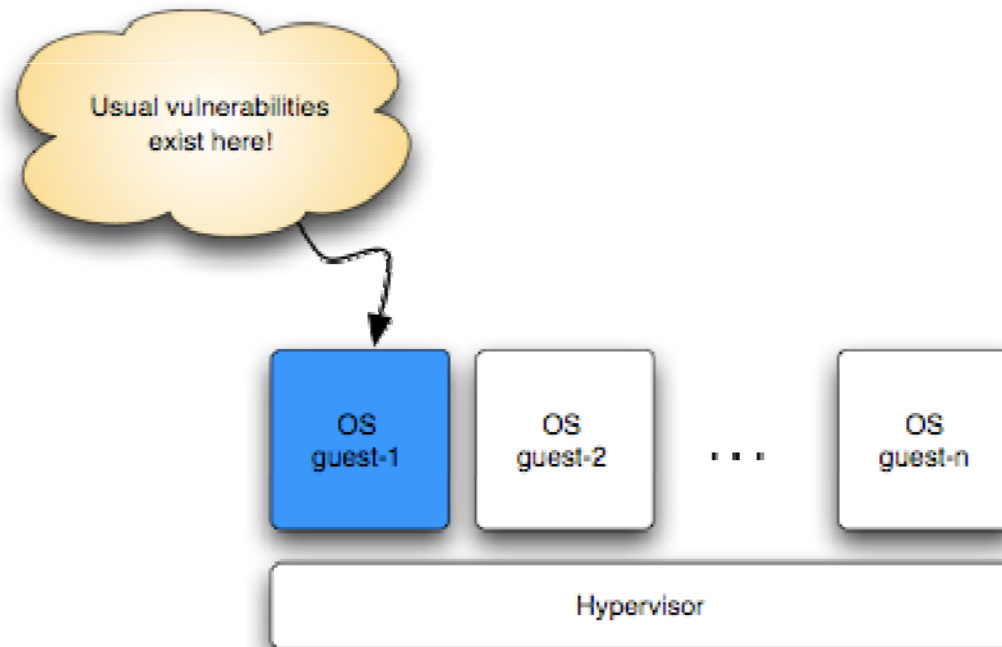 Usual vulnerabilities
exist here!
OS
guest-1
OS
guest-2
. . .
OS
guest-n
Hypervisor